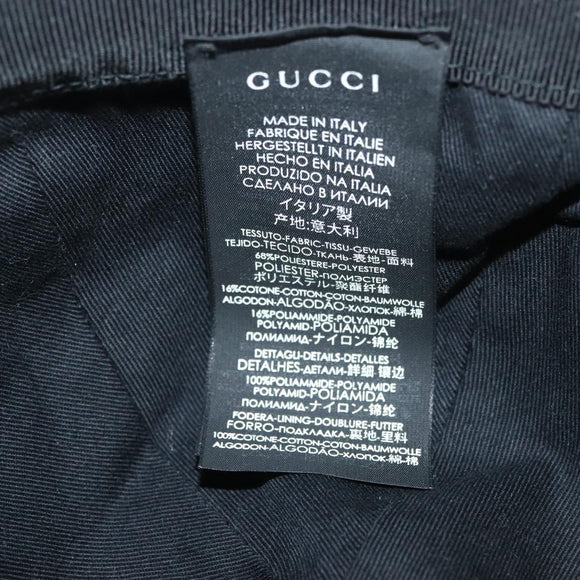 GUCCI
MADE IN ITALY
FABRIQUE EN ITALIE
HERGESTELLT IN ITALIEN
HECHO EN ITALIA
PRODUZIDO NA ITALIA
СДЕЛАНО В ИТАЛИИ
イタリア製
产地:意大利
TESSUTO-FABRIC-TISSU-GEWEBE
TEJIDO-TECIDO-ТКАНЬ-表地-面料
68%POLIESTERE-POLYESTER
POLIESTER-ПОЛИЭСТЕР
ポリエステル-聚酯纤维
16%COTONE-COTTON-COTON-BAUMWOLLE
ALGODON-ALGODÃO-ХЛОПОК-綿-棉
16%POLIAMMIDE-POLYAMIDE
POLYAMID-POLIAMIDA
ПОЛИАМИД-ナイロン-锦纶
DETTAGLI-DETAILS-DETALLES
DETALHES-ДЕТАЛИ-詳細-镶边
100%POLIAMMIDE-POLYAMIDE
POLYAMID-POLIAMIDA
ПОЛИАМИД-ナイロン-锦纶
FODERA-LINING-DOUBLURE-FUTTER
FORRO-ПОДКЛАДКА-裏地-里料
100%COTONE-COTTON-COTON-BAUMWOLLE
ALGODON-ALGODÃO-ХЛОПОК-綿-棉